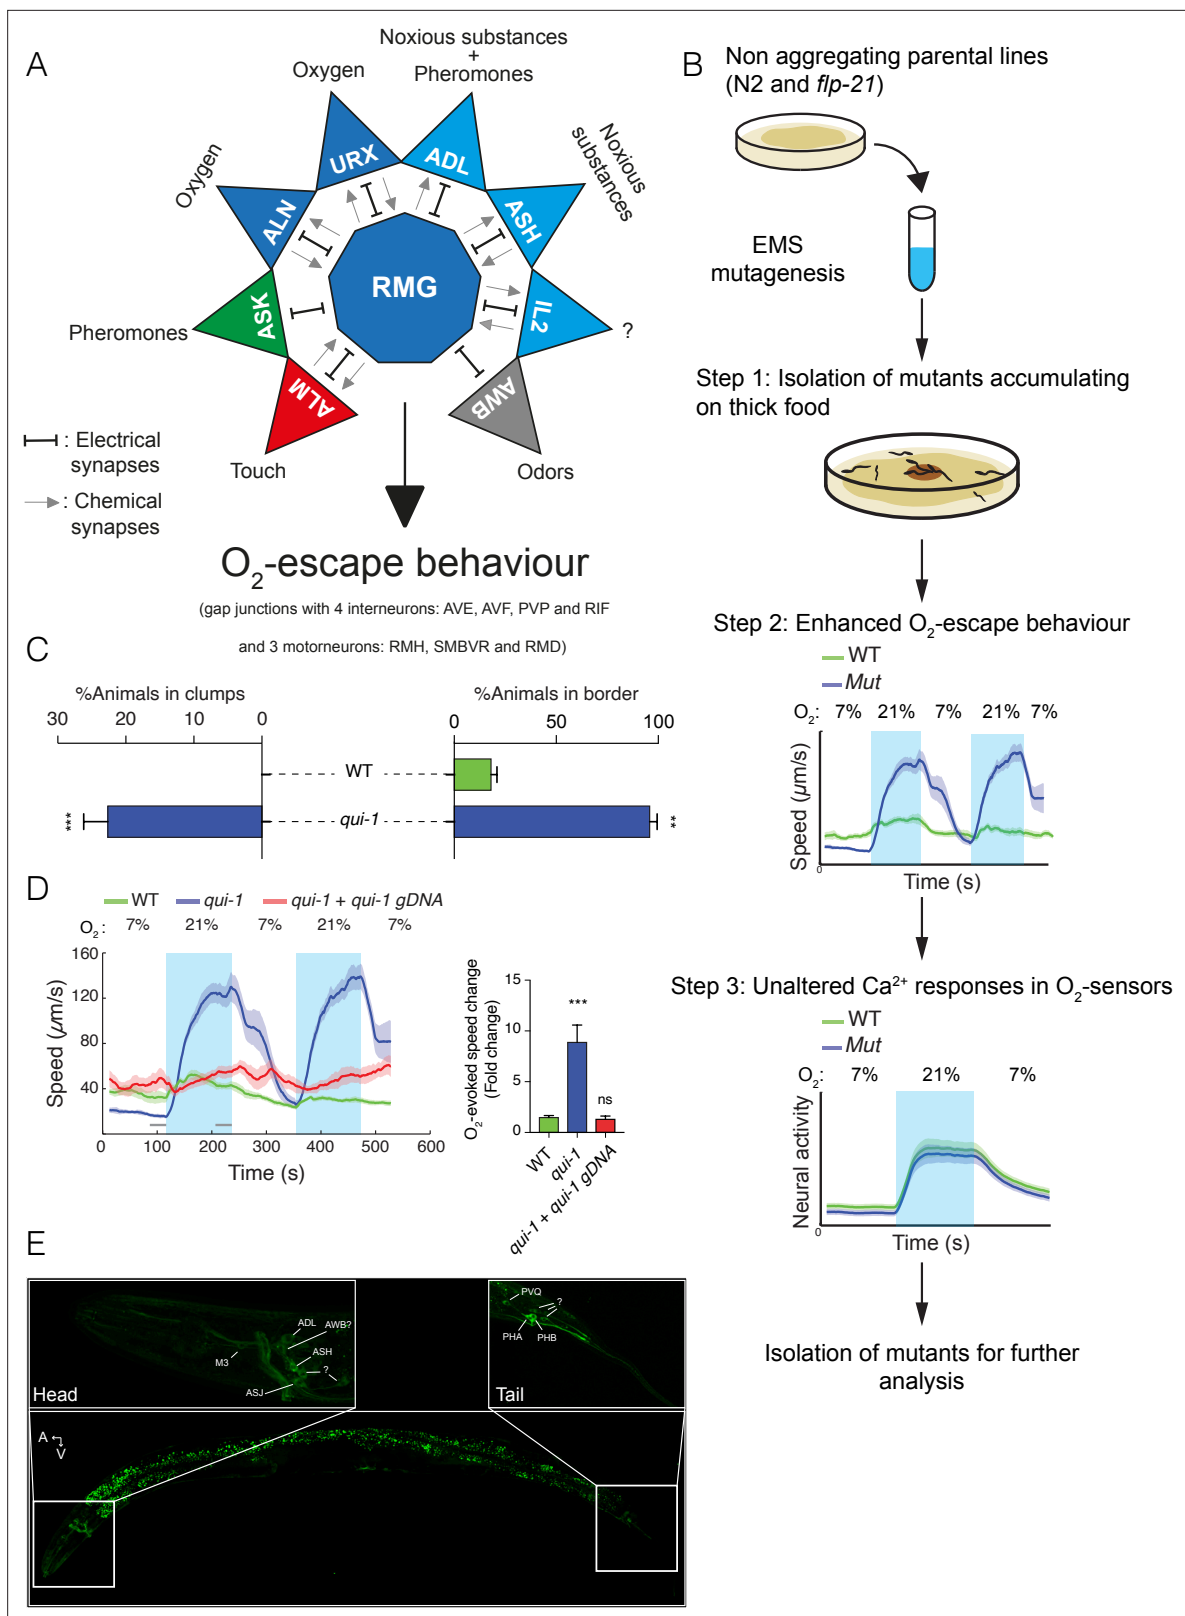 A
Noxious substances
+
Pheromones
Oxygen
Oxygen
Noxious
substances
URX
ADL
ALN
ASH
RMG
ASK
IL2
Pheromones
?
ALM
AWB
: Electrical
synapses
Touch
Odors
: Chemical
synapses
O2-escape behaviour
(gap junctions with 4 interneurons: AVE, AVF, PVP and RIF
and 3 motorneurons: RMH, SMBVR and RMD)
B
Non aggregating parental lines
(N2 and flp-21)
EMS
mutagenesis
Step 1: Isolation of mutants accumulating
on thick food
Step 2: Enhanced O2-escape behaviour
WT
Mut
O2: 7% 21% 7% 21% 7%
Speed (µm/s)
0
Time (s)
Step 3: Unaltered Ca2+ responses in O2-sensors
WT
Mut
O2: 7% 21% 7%
Neural activity
0
Time (s)
Isolation of mutants for further
analysis
C
%Animals in clumps
%Animals in border
30 20 10 0
0 50 100
WT
***
qui-1
**
D
WT qui-1 qui-1 + qui-1 gDNA
O2: 7% 21% 7% 21% 7%
160
120
80
40
Speed (µm/s)
0 100 200 300 400 500 600
Time (s)
O2-evoked speed change
(Fold change)
15
10
5
0
***
ns
WT
qui-1
qui-1 + qui-1 gDNA
E
ADL
AWB?
M3
ASH
?
ASJ
Head
PVQ
?
PHA
PHB
Tail
A
V